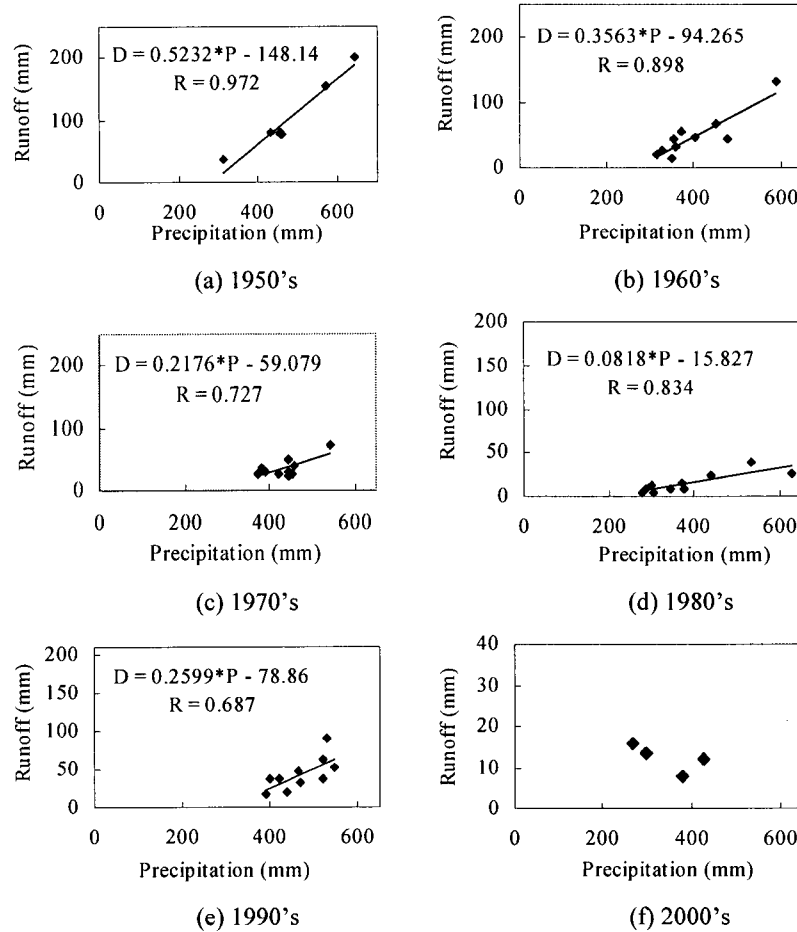 D = 0.5232*P - 148.14
R = 0.972
200
100
0
Runoff (mm)
0 200 400 600
Precipitation (mm)
(a) 1950's
D = 0.3563*P - 94.265
R = 0.898
200
100
0
Runoff (mm)
0 200 400 600
Precipitation (mm)
(b) 1960's
D = 0.2176*P - 59.079
R = 0.727
200
100
0
Runoff (mm)
0 200 400 600
Precipitation (mm)
(c) 1970's
D = 0.0818*P - 15.827
R = 0.834
200
150
100
50
0
Runoff (mm)
0 200 400 600
Precipitation (mm)
(d) 1980's
D = 0.2599*P - 78.86
R = 0.687
200
150
100
50
0
Runoff (mm)
0 200 400 600
Precipitation (mm)
(e) 1990's
40
30
20
10
0
Runoff (mm)
0 200 400 600
Precipitation (mm)
(f) 2000's